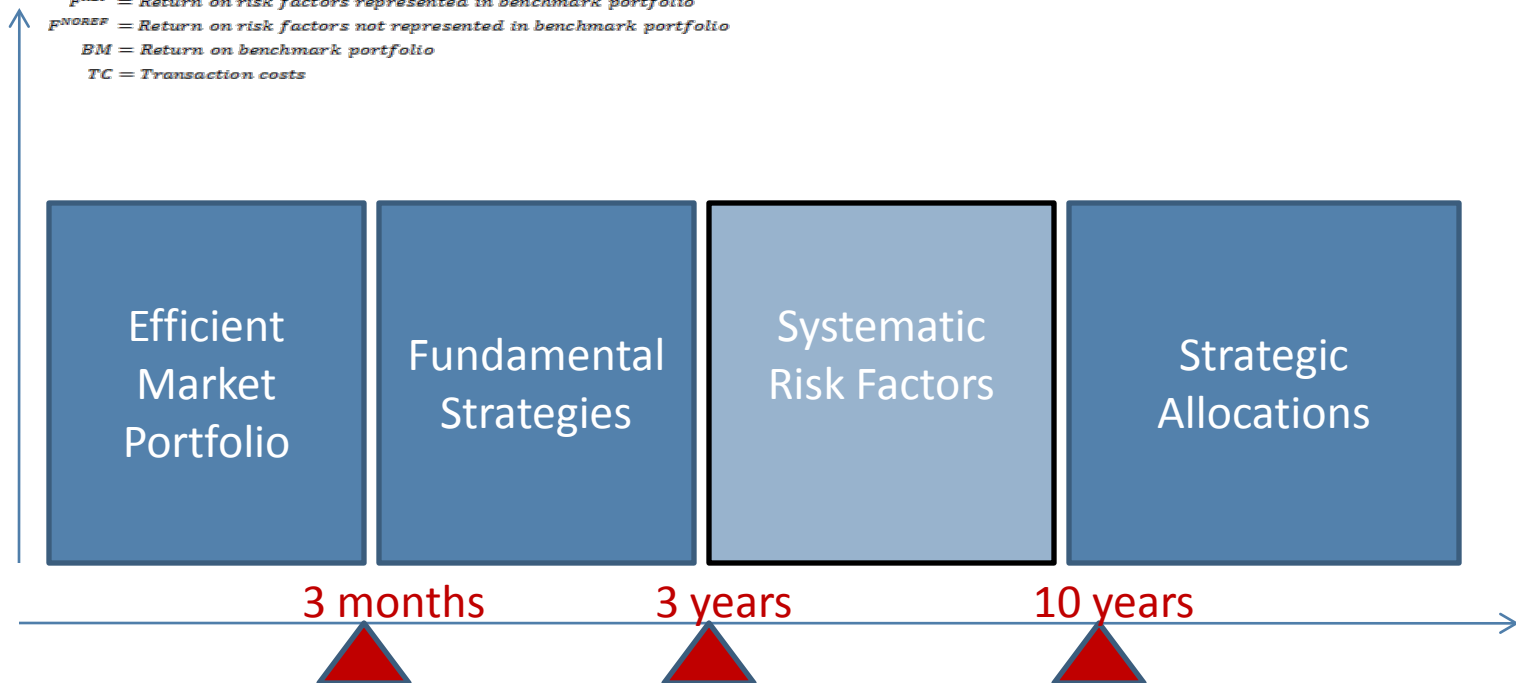 = Return on risk factors represented in benchmark portfolio
F^NOREF = Return on risk factors not represented in benchmark portfolio
BM = Return on benchmark portfolio
TC = Transaction costs
Efficient
Market
Portfolio
Fundamental
Strategies
Systematic
Risk Factors
Strategic
Allocations
3 months
3 years
10 years